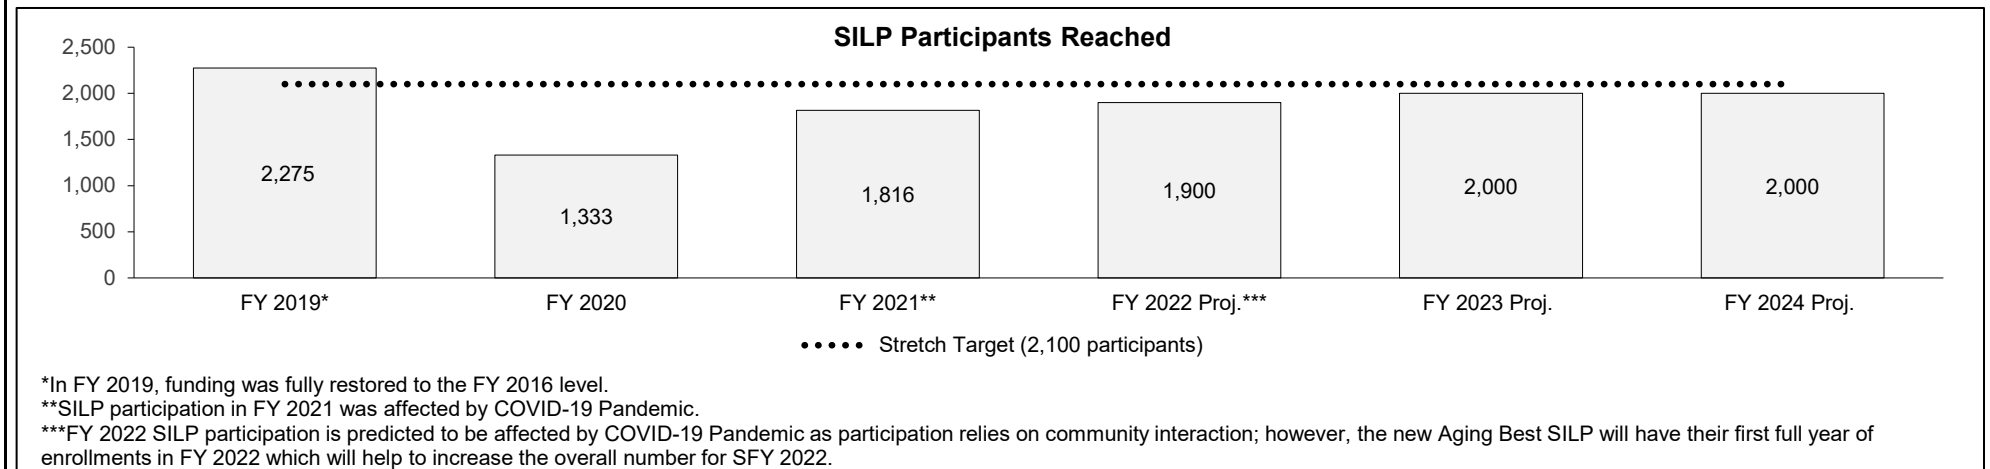 SILP Participants Reached
2,500
2,000
1,500
1,000
500
0
2,275
1,333
1,816
1,900
2,000
2,000
FY 2019*
FY 2020
FY 2021**
FY 2022 Proj.***
FY 2023 Proj.
FY 2024 Proj.
Stretch Target (2,100 participants)
*In FY 2019, funding was fully restored to the FY 2016 level.
**SILP participation in FY 2021 was affected by COVID-19 Pandemic.
***FY 2022 SILP participation is predicted to be affected by COVID-19 Pandemic as participation relies on community interaction; however, the new Aging Best SILP will have their first full year of
enrollments in FY 2022 which will help to increase the overall number for SFY 2022.